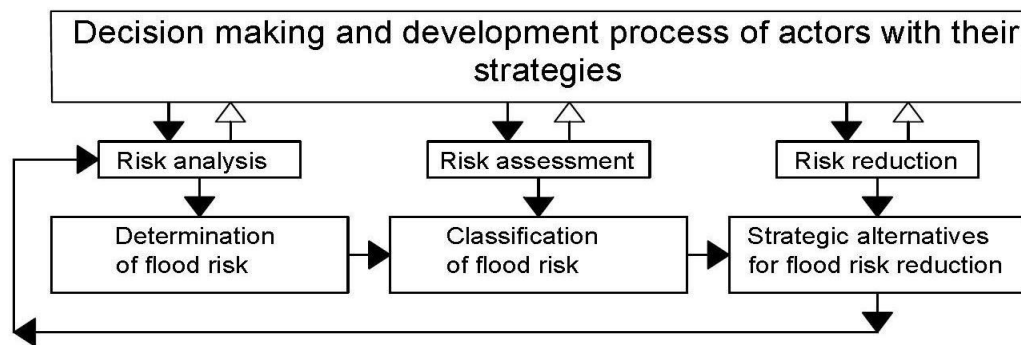 Decision making and development process of actors with their
strategies
Risk analysis
Risk assessment
Risk reduction
Determination
of flood risk
Classification
of flood risk
Strategic alternatives
for flood risk reduction